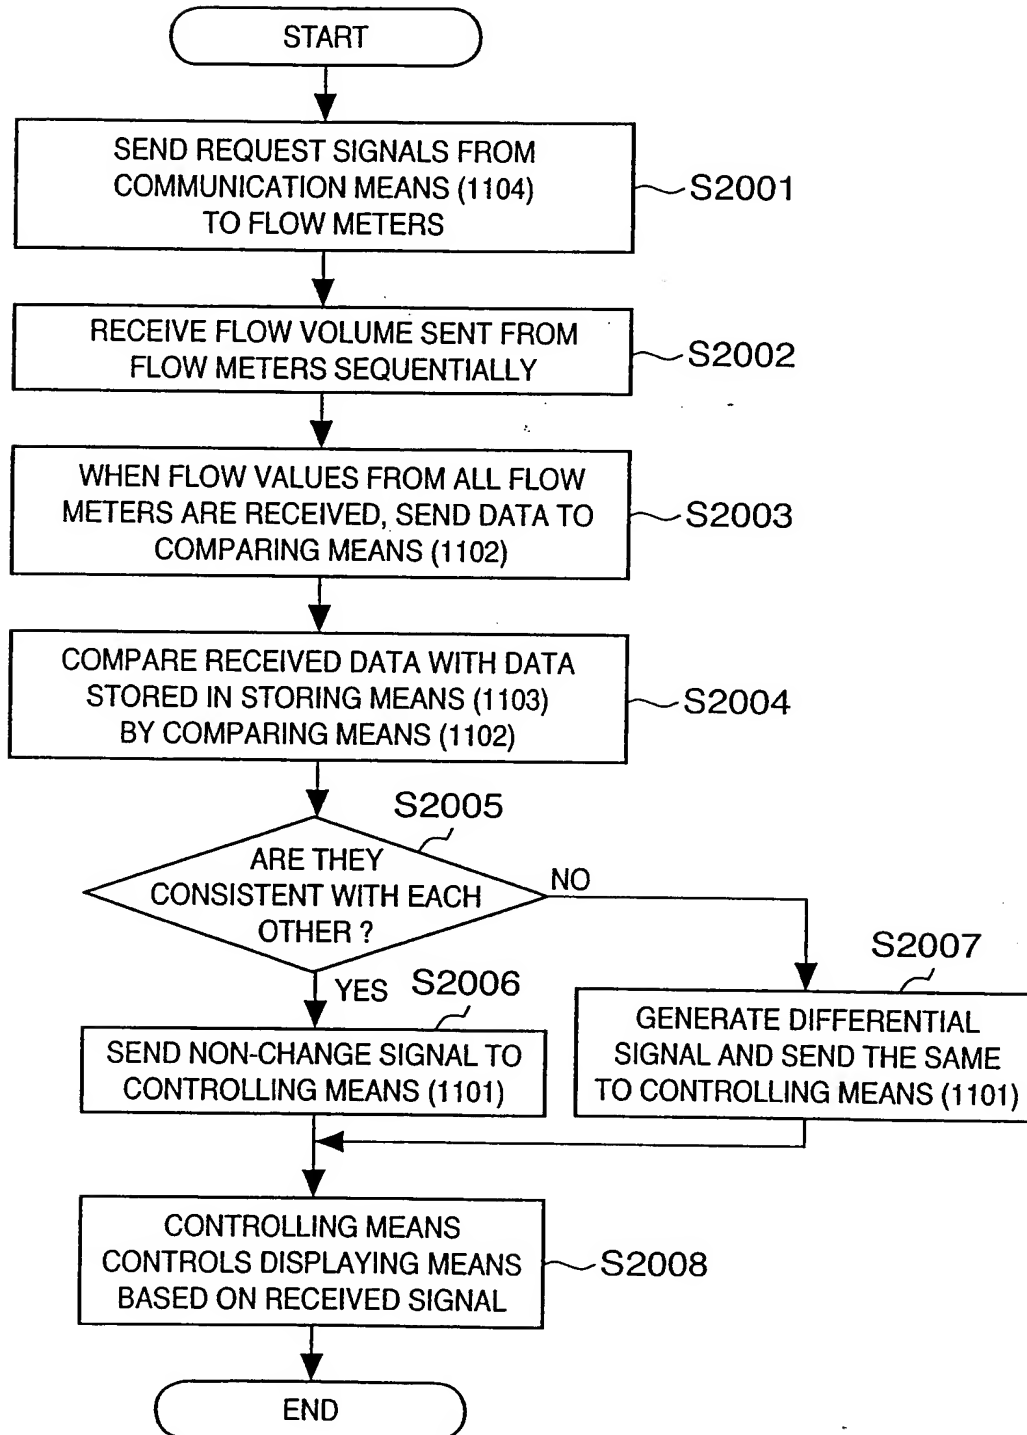 START
SEND REQUEST SIGNALS FROM
COMMUNICATION MEANS (1104)
TO FLOW METERS
S2001
RECEIVE FLOW VOLUME SENT FROM
FLOW METERS SEQUENTIALLY
S2002
WHEN FLOW VALUES FROM ALL FLOW
METERS ARE RECEIVED, SEND DATA TO
COMPARING MEANS (1102)
S2003
COMPARE RECEIVED DATA WITH DATA
STORED IN STORING MEANS (1103)
BY COMPARING MEANS (1102)
S2004
S2005
ARE THEY
CONSISTENT WITH EACH
OTHER ?
NO
YES
S2006
SEND NON-CHANGE SIGNAL TO
CONTROLLING MEANS (1101)
S2007
GENERATE DIFFERENTIAL
SIGNAL AND SEND THE SAME
TO CONTROLLING MEANS (1101)
CONTROLLING MEANS
CONTROLS DISPLAYING MEANS
BASED ON RECEIVED SIGNAL
S2008
END